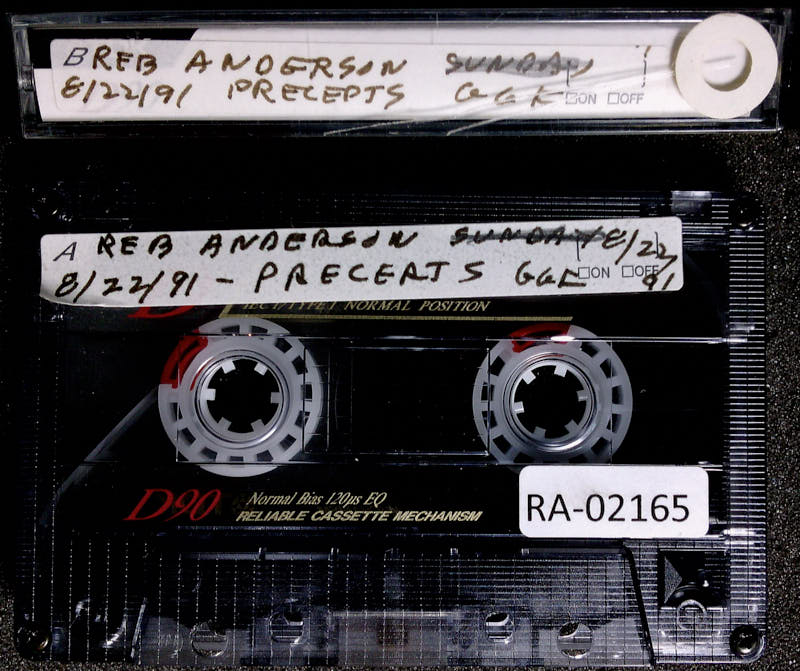 B REB ANDERSON SUNDAY
8/22/91 PRECEPTS GGF ON OFF
A REB ANDERSON SUNDAY 8/22/91
8/22/91 - PRECEPTS GGF ON OFF
IECI/TYPE I NORMAL POSITION
D90 Normal Bias 120µs EQ
RELIABLE CASSETTE MECHANISM
RA-02165